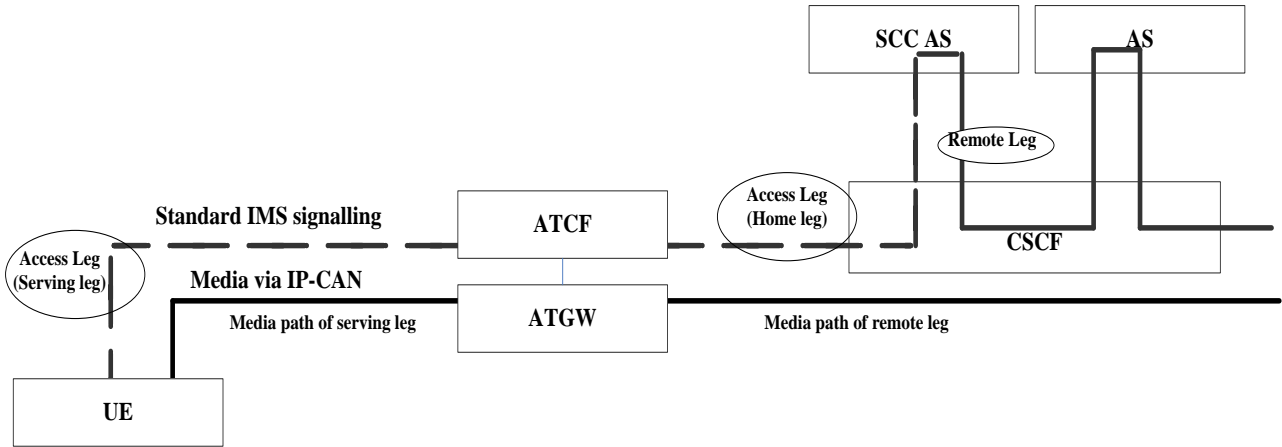 SCC AS
AS
Remote Leg
Access Leg
(Home leg)
Standard IMS signalling
ATCF
CSCF
Access Leg
(Serving leg)
Media via IP-CAN
Media path of serving leg
ATGW
Media path of remote leg
UE